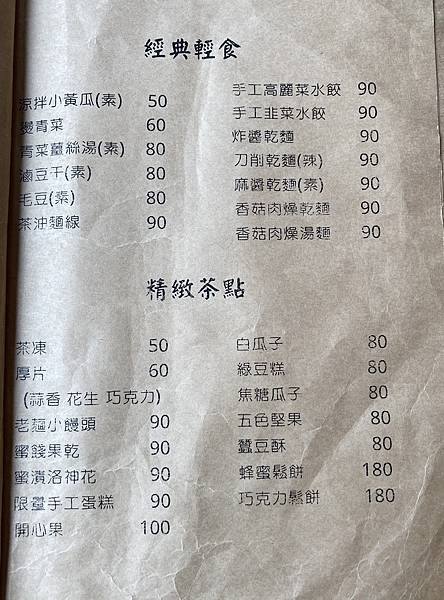 經典輕食
涼拌小黃瓜(素) 50
燙青菜 60
青菜薑絲湯(素) 80
滷豆干(素) 80
毛豆(素) 80
茶沖麵線 90
手工高麗菜水餃 90
手工韭菜水餃 90
炸醬乾麵 90
刀削乾麵(辣) 90
麻醬乾麵(素) 90
香菇肉燥乾麵 90
香菇肉燥湯麵 90
精緻茶點
茶凍 50
厚片 60
(蒜香 花生 巧克力)
老麵小饅頭 90
蜜餞果乾 90
蜜漬洛神花 90
限量手工蛋糕 90
開心果 100
白瓜子 80
綠豆糕 80
焦糖瓜子 80
五色堅果 80
蠶豆酥 80
蜂蜜鬆餅 180
巧克力鬆餅 180